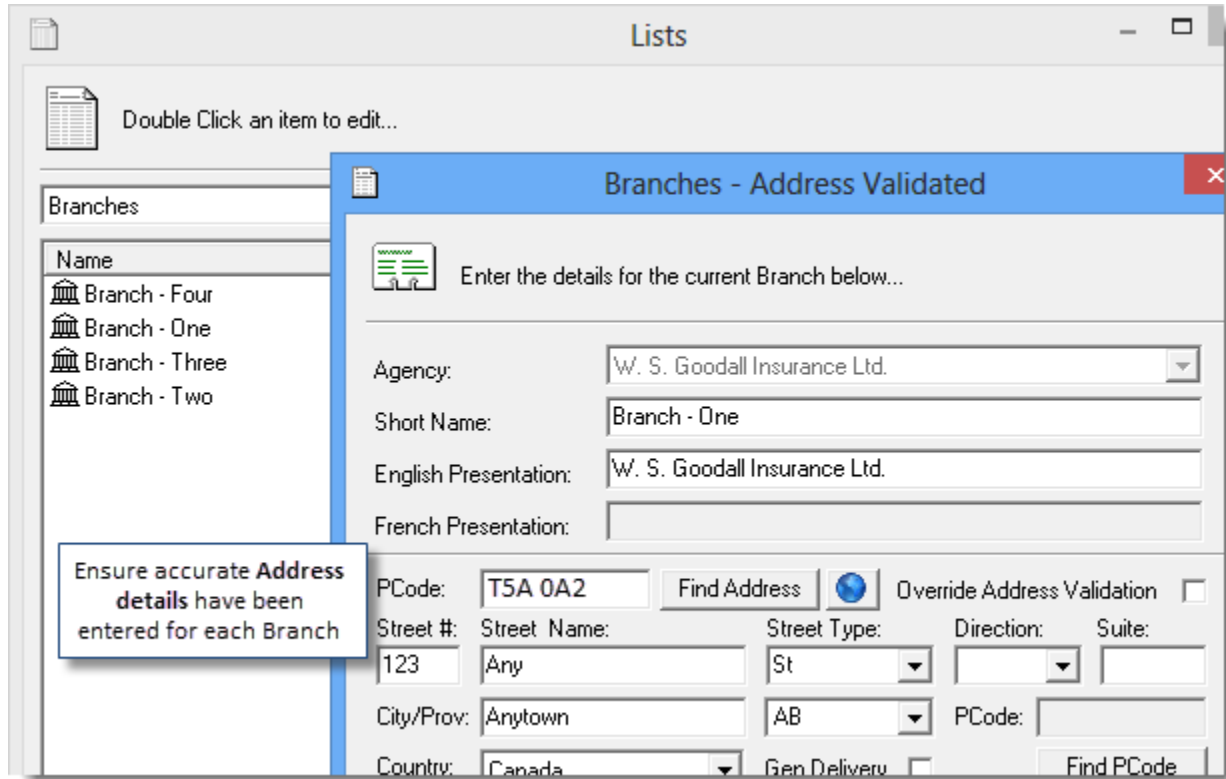 Lists
Double Click an item to edit...
Branches
Name
Branch - Four
Branch - One
Branch - Three
Branch - Two
Ensure accurate Address
details have been
entered for each Branch
Branches - Address Validated
Enter the details for the current Branch below...
Agency: W. S. Goodall Insurance Ltd.
Short Name: Branch - One
English Presentation: W. S. Goodall Insurance Ltd.
French Presentation:
PCode: T5A 0A2 Find Address Override Address Validation
Street #: Street Name: Street Type: Direction: Suite:
123 Any St
City/Prov: Anytown AB PCode:
Country: Canada Gen Delivery Find PCode